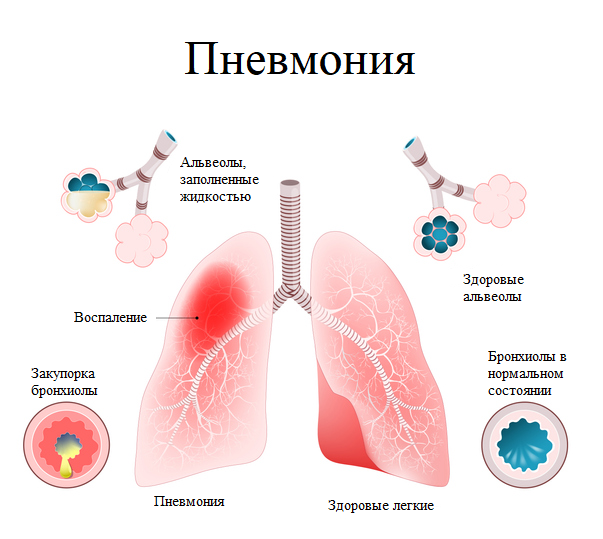 Пневмония
Альвеолы,
заполненные
жидкостью
Здоровые
альвеолы
Воспаление
Закупорка
бронхиолы
Бронхиолы в
нормальном
состоянии
Пневмония
Здоровые легкие